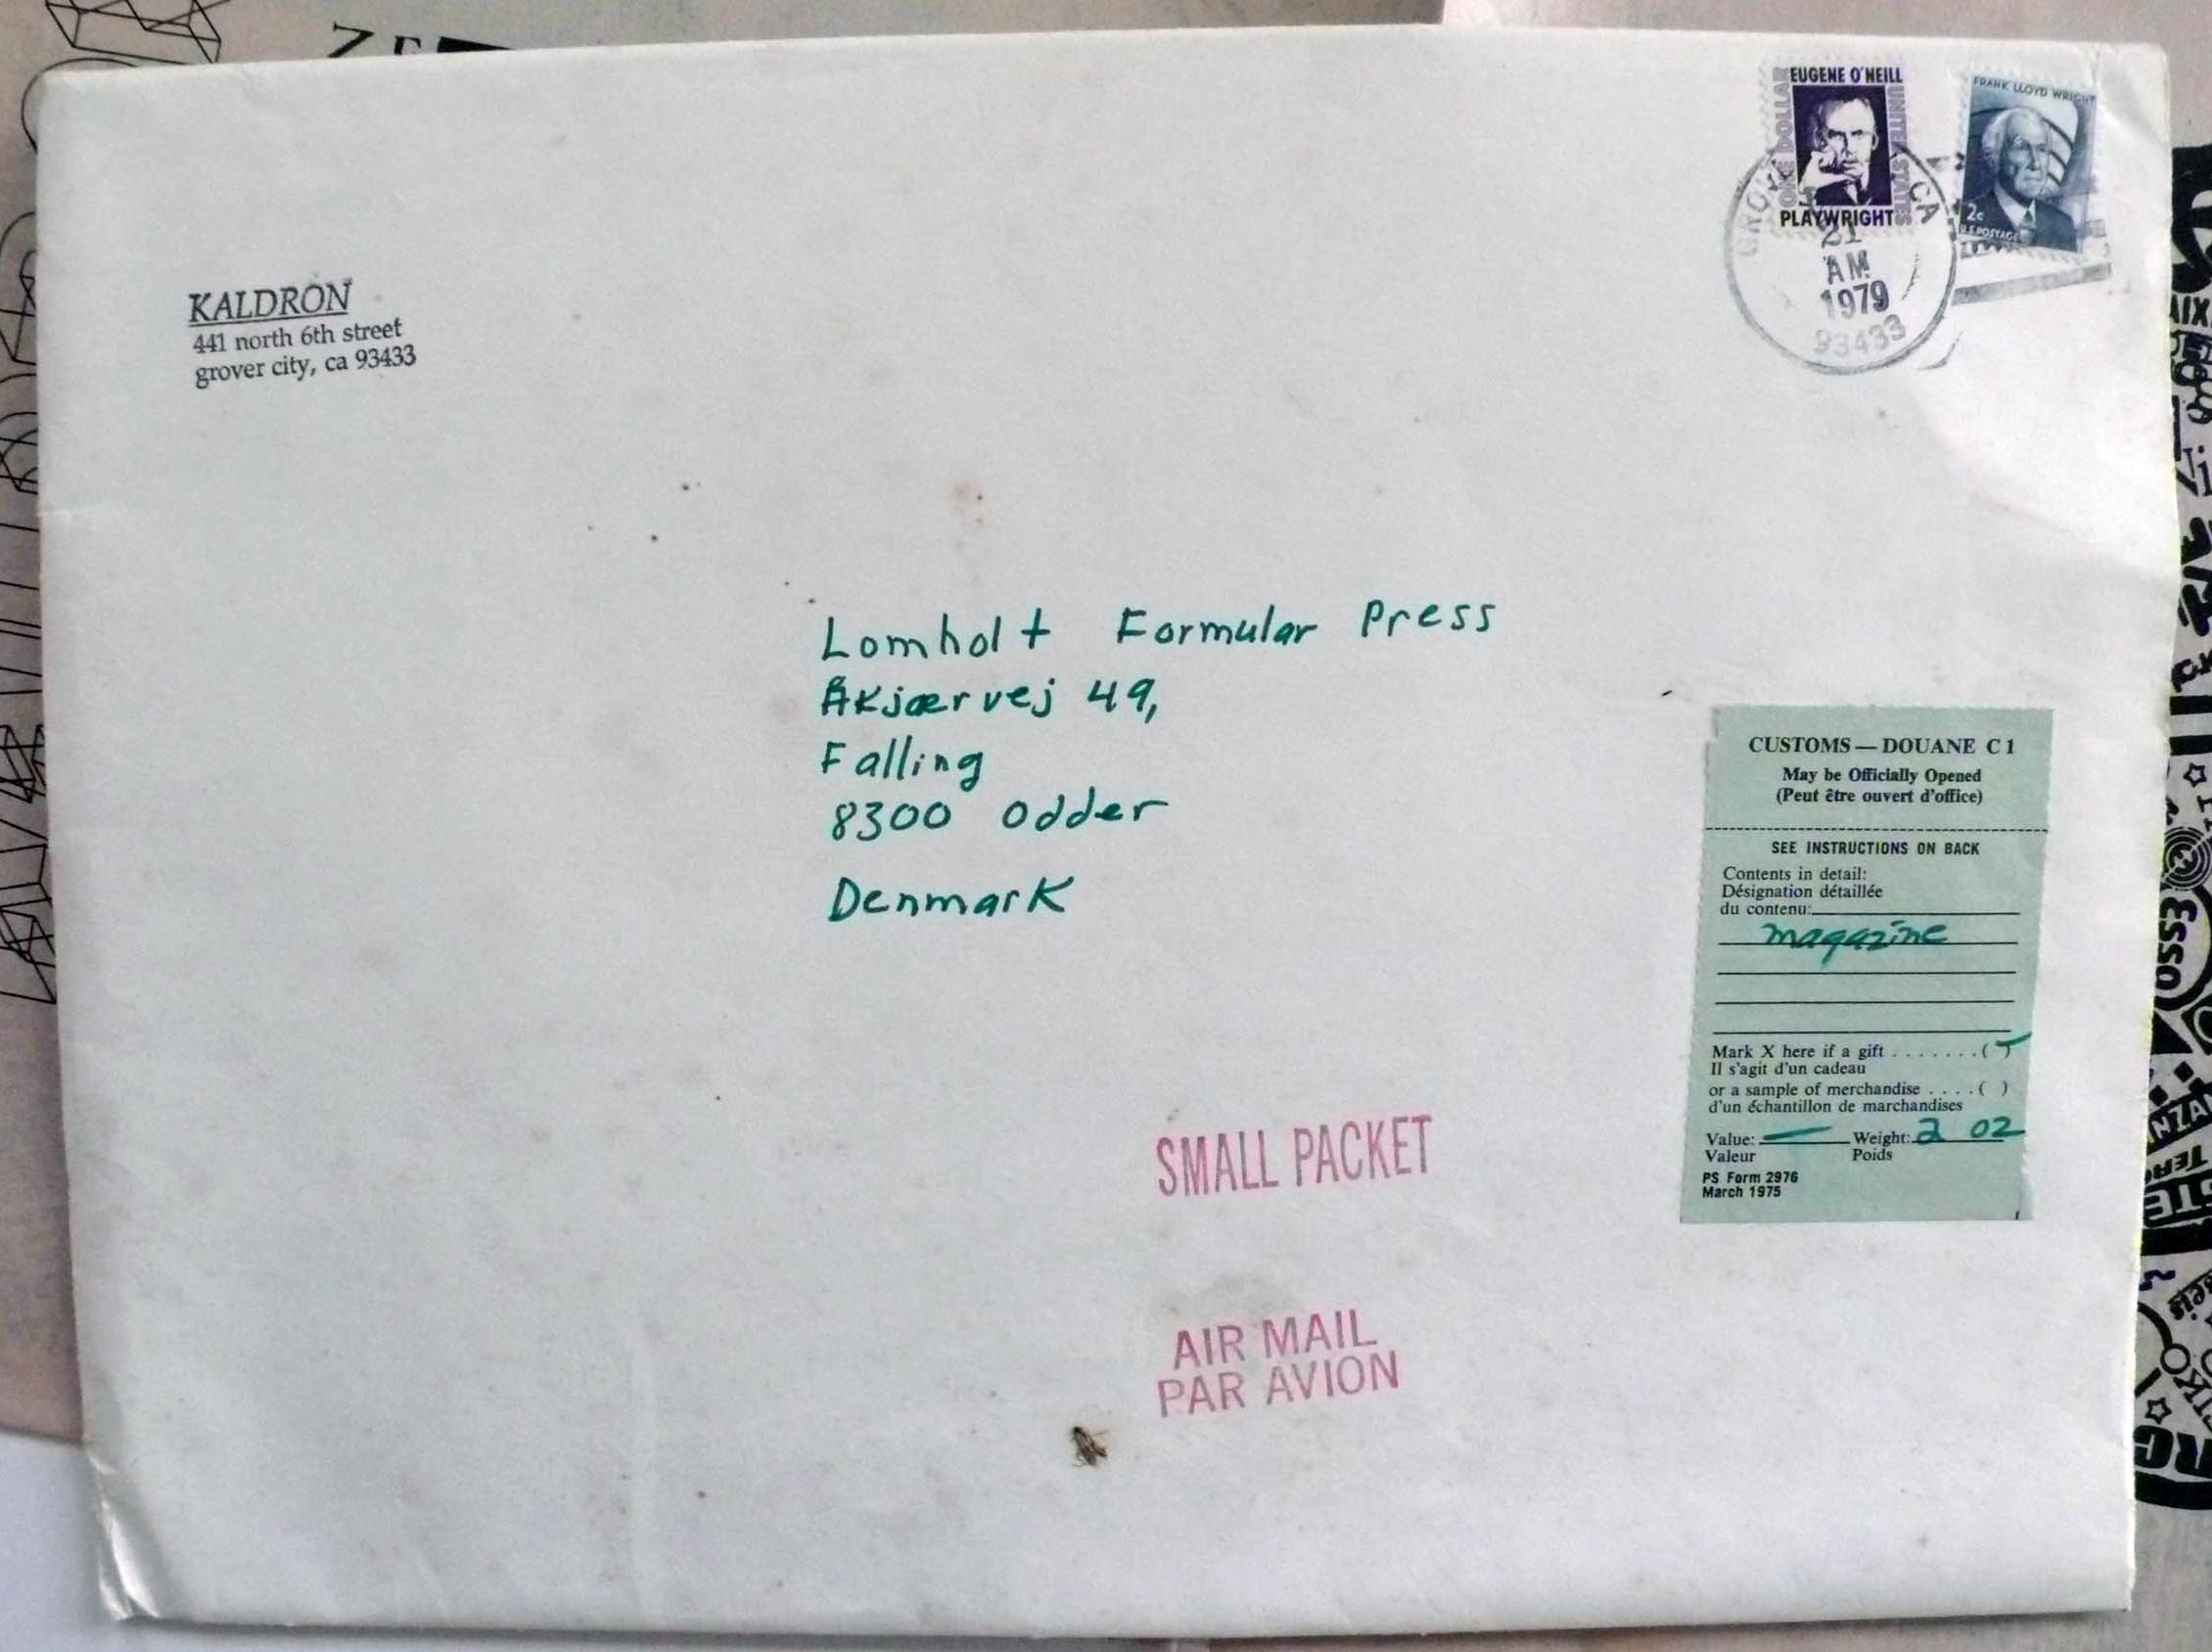 KALDRON
441 north 6th street
grover city, ca 93433
EUGENE O'NEILL
ONE DOLLAR
UNITED STATES
PLAYWRIGHT
FRANK LLOYD WRIGHT
2c
U.S. POSTAGE
CA
21
AM
1979
93433
Lomholt Formular Press
Åkjærvej 49,
Falling
8300 Odder
Denmark
CUSTOMS — DOUANE C 1
May be Officially Opened
(Peut être ouvert d'office)
SEE INSTRUCTIONS ON BACK
Contents in detail:
Désignation détaillée
du contenu:
magazine
Mark X here if a gift . . . . . . . ( )
Il s'agit d'un cadeau
or a sample of merchandise . . . . ( )
d'un échantillon de marchandises
Value: — Weight: 2 oz
Valeur Poids
PS Form 2976
March 1975
SMALL PACKET
AIR MAIL
PAR AVION